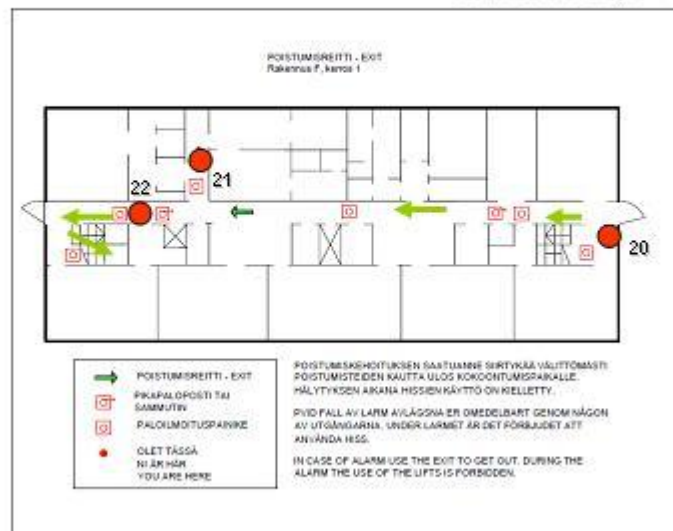 POISTUMISREITTI - EXIT
Rakennus F, kerros 1
22
21
20
POISTUMISREITTI - EXIT
PIKAPALOPOSTI TAI
SAMMUTIN
PALOILMOITUSPAINIKE
OLET TÄSSÄ
NI ÄR HÄR
YOU ARE HERE
POISTUMISKEHOITUKSEN SAATUANNE SIIRTYKÄÄ VÄLITTÖMÄSTI
POISTUMISTEIDEN KAUTTA ULOS KOKOONTUMISPAIKALLE.
HÄLYTYKSEN AIKANA HISSIEN KÄYTTÖ ON KIELLETTY.
PVID FALL AV LARM AVLÄGSNA ER OMEDELBART GENOM NÅGON
AV UTGÅNGARNA, UNDER LARMET ÄR DET FÖRBJUDET ATT
ANVÄNDA HISS.
IN CASE OF ALARM USE THE EXIT TO GET OUT. DURING THE
ALARM THE USE OF THE LIFTS IS FORBIDDEN.